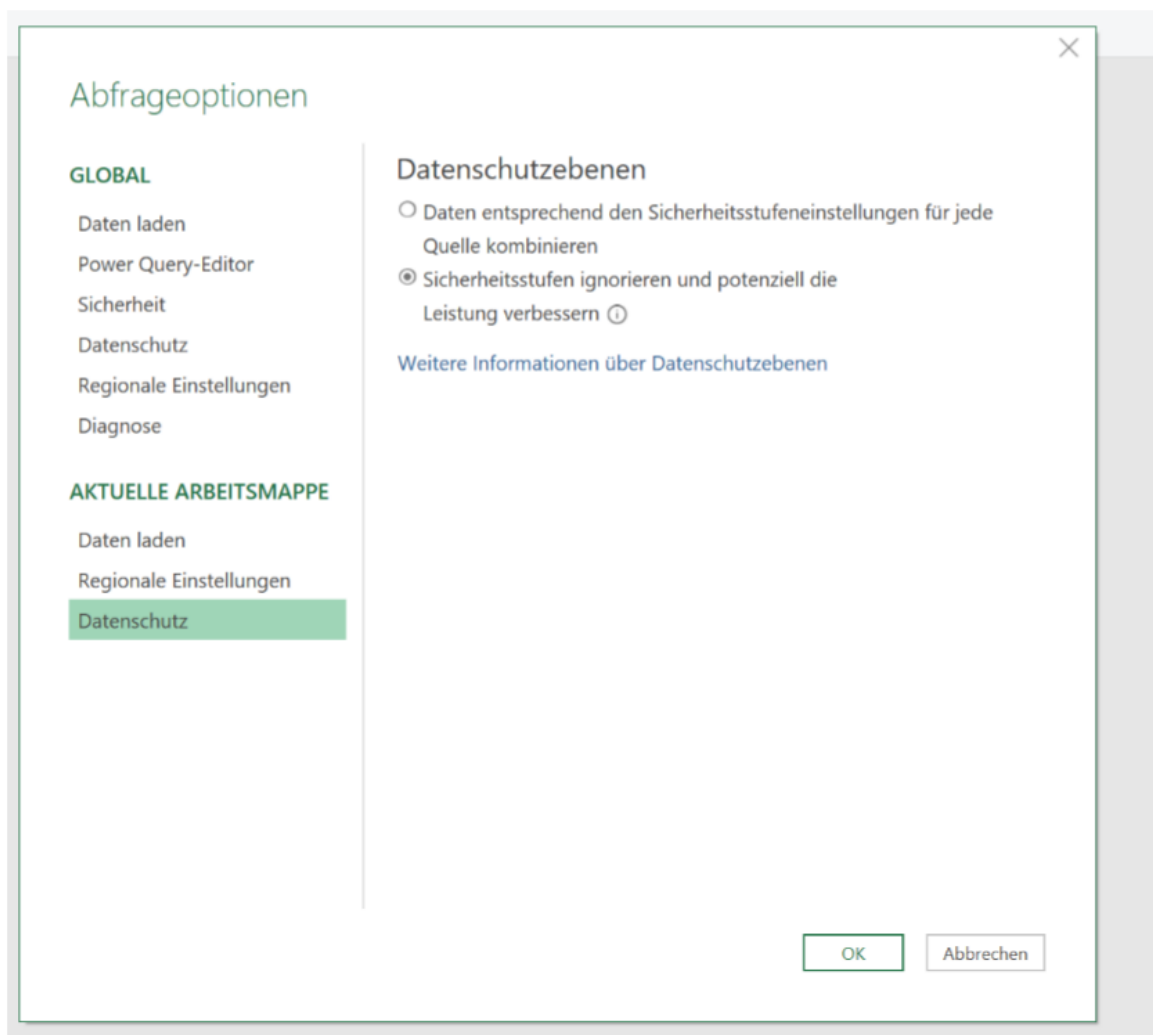 Abfrageoptionen
GLOBAL
Daten laden
Power Query-Editor
Sicherheit
Datenschutz
Regionale Einstellungen
Diagnose
AKTUELLE ARBEITSMAPPE
Daten laden
Regionale Einstellungen
Datenschutz
Datenschutzebenen
Daten entsprechend den Sicherheitsstufeneinstellungen für jede
Quelle kombinieren
Sicherheitsstufen ignorieren und potenziell die
Leistung verbessern
Weitere Informationen über Datenschutzebenen
OK
Abbrechen